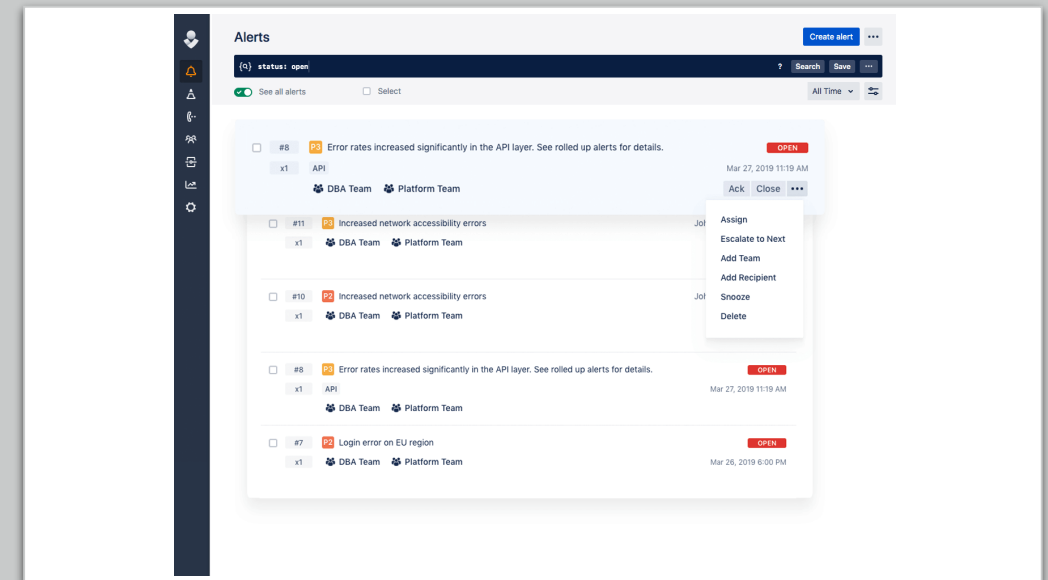 Alerts
Create alert
{Q} status: open
? Search Save ...
See all alerts
Select
All Time
#8 P3 Error rates increased significantly in the API layer. See rolled up alerts for details. OPEN
x1 API Mar 27, 2019 11:19 AM
DBA Team Platform Team Ack Close ...
Assign
Escalate to Next
Add Team
Add Recipient
Snooze
Delete
#11 P3 Increased network accessibility errors
x1 DBA Team Platform Team
#10 P2 Increased network accessibility errors
x1 DBA Team Platform Team
#8 P3 Error rates increased significantly in the API layer. See rolled up alerts for details. OPEN
x1 API Mar 27, 2019 11:19 AM
DBA Team Platform Team
#7 P2 Login error on EU region OPEN
x1 DBA Team Platform Team Mar 26, 2019 6:00 PM